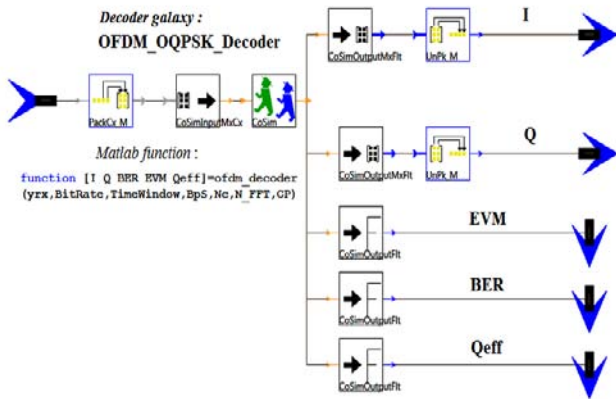 Decoder galaxy :
OFDM_OQPSK_Decoder
I
CoSimOutputMxFlt
UnPk_M
PackCx_M
CoSimInputMxCx
CoSim
Q
CoSimOutputMxFlt
UnPk_M
Matlab function :
function [I Q BER EVM Qeff]=ofdm_decoder
(yrx,BitRate,TimeWindow,BpS,Nc,N_FFT,GP)
EVM
CoSimOutputFlt
BER
CoSimOutputFlt
Qeff
CoSimOutputFlt